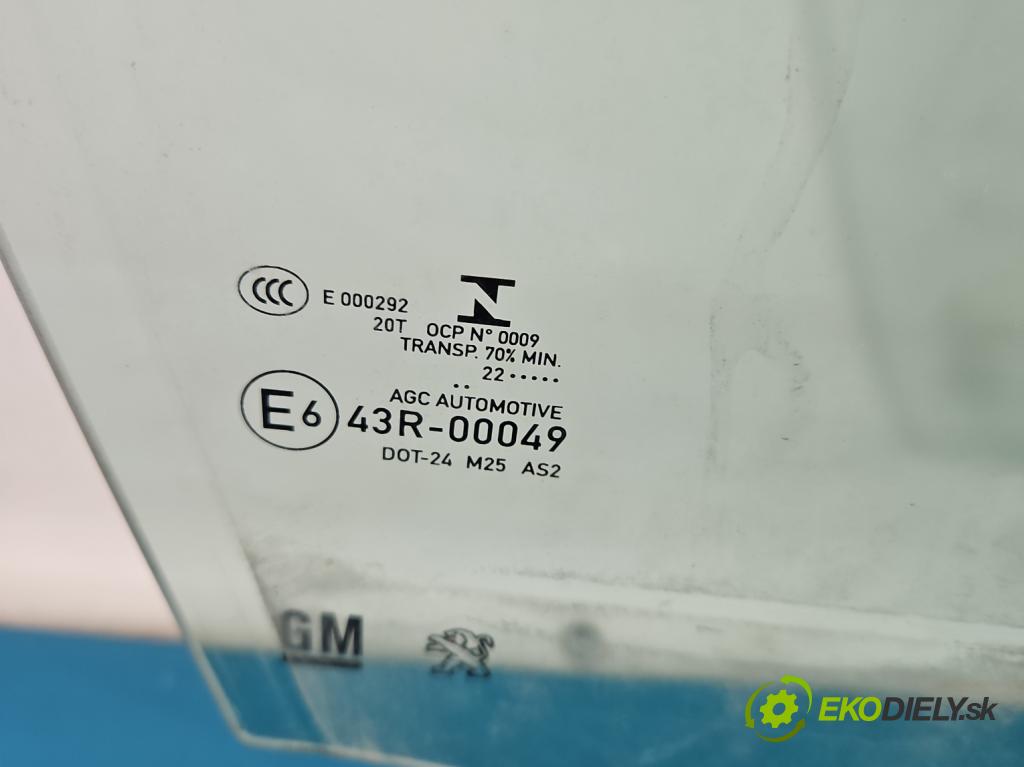 CCC E 000292
20T OCP N° 0009
TRANSP. 70% MIN.
22 •••••
••
AGC AUTOMOTIVE
E6 43R-00049
DOT-24 M25 AS2
GM
EKODIELY.sk